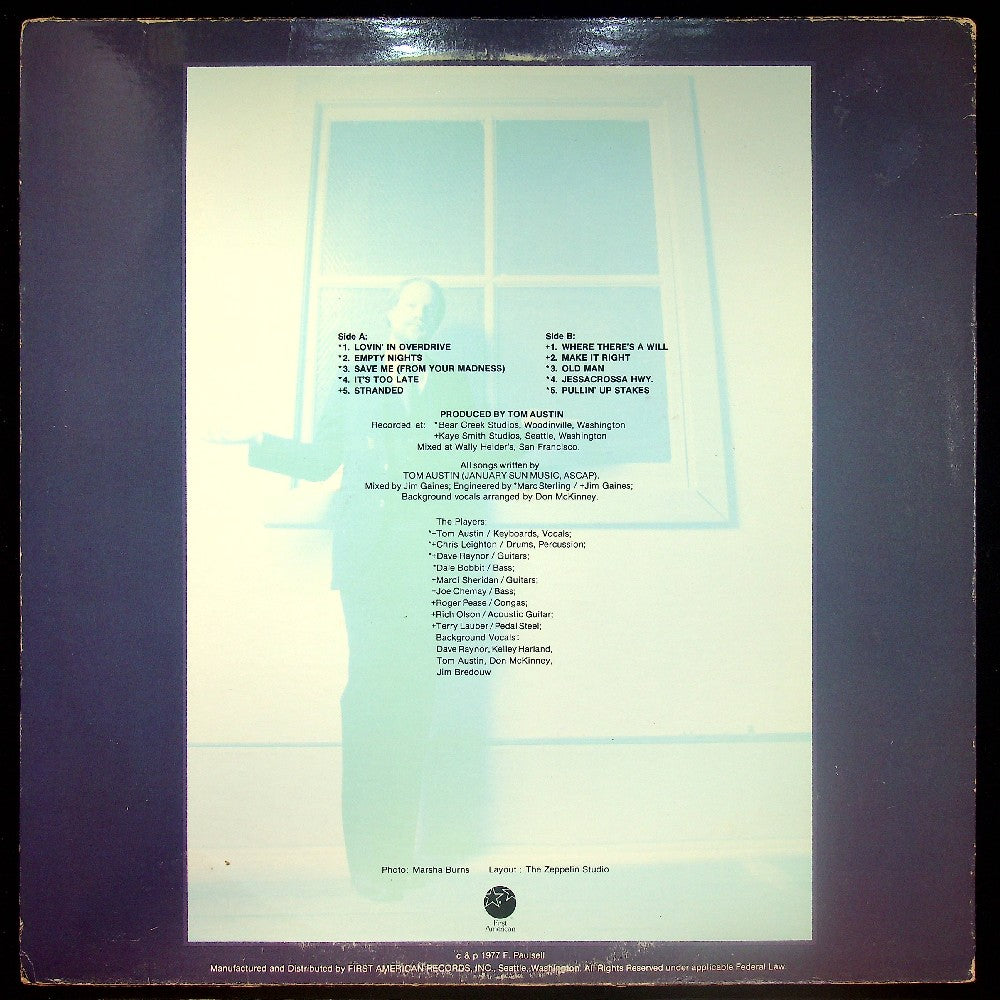 Side A:
*1. LOVIN' IN OVERDRIVE
*2. EMPTY NIGHTS
*3. SAVE ME (FROM YOUR MADNESS)
*4. IT'S TOO LATE
+5. STRANDED
Side B:
+1. WHERE THERE'S A WILL
+2. MAKE IT RIGHT
*3. OLD MAN
*4. JESSACROSSA HWY.
*5. PULLIN' UP STAKES
PRODUCED BY TOM AUSTIN
Recorded at: *Bear Creek Studios, Woodinville, Washington
+Kaye Smith Studios, Seattle, Washington
Mixed at Wally Heider's, San Francisco.
All songs written by
TOM AUSTIN (JANUARY SUN MUSIC, ASCAP).
Mixed by Jim Gaines; Engineered by *Marc Sterling / +Jim Gaines;
Background vocals arranged by Don McKinney.
The Players:
*+Tom Austin / Keyboards, Vocals;
*+Chris Leighton / Drums, Percussion;
*+Dave Raynor / Guitars;
*Dale Bobbit / Bass;
+Marci Sheridan / Guitars;
+Joe Chemay / Bass;
+Roger Pease / Congas;
+Rich Olson / Acoustic Guitar;
+Terry Lauber / Pedal Steel;
Background Vocals:
Dave Raynor, Kelley Harland,
Tom Austin, Don McKinney,
Jim Bredouw
Photo: Marsha Burns Layout: The Zeppelin Studio
First
American
c & p 1977 F. Paulsell
Manufactured and Distributed by FIRST AMERICAN RECORDS, INC., Seattle, Washington. All Rights Reserved under applicable Federal Law.